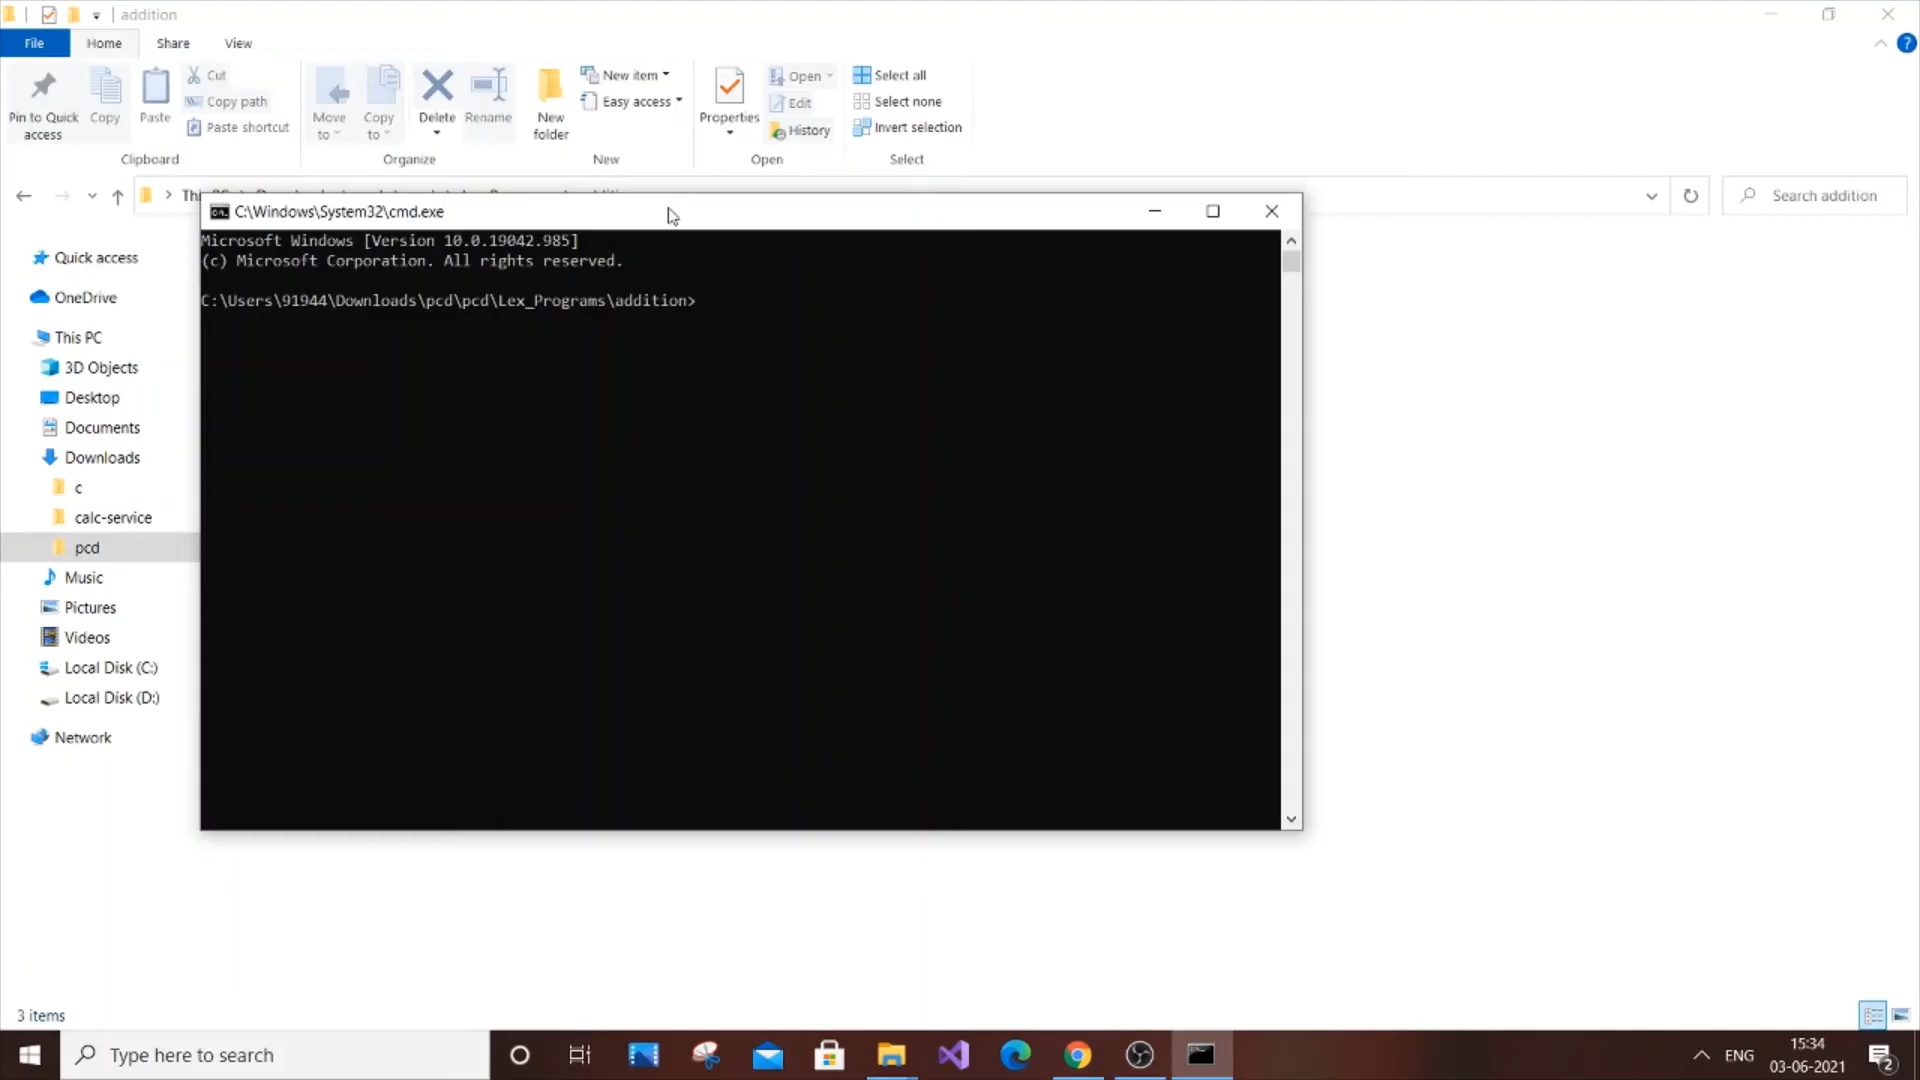 addition
File Home Share View
Pin to Quick access
Copy
Paste
Cut
Copy path
Paste shortcut
Clipboard
Move to
Copy to
Delete
Rename
Organize
New folder
New item
Easy access
New
Properties
Open
Edit
History
Open
Select all
Select none
Invert selection
Select
Search addition
C:\Windows\System32\cmd.exe
Microsoft Windows [Version 10.0.19042.985]
(c) Microsoft Corporation. All rights reserved.
C:\Users\91944\Downloads\pcd\pcd\Lex_Programs\addition>
Quick access
OneDrive
This PC
3D Objects
Desktop
Documents
Downloads
c
calc-service
pcd
Music
Pictures
Videos
Local Disk (C:)
Local Disk (D:)
Network
3 items
Type here to search
ENG
15:34
03-06-2021
2